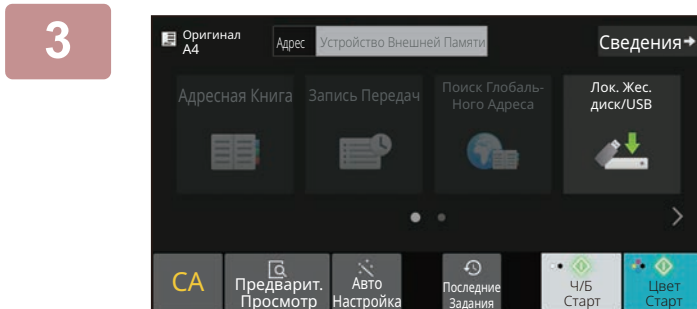 3
Оригинал
A4
Адрес
Устройство Внешней Памяти
Сведения
Адресная Книга
Запись Передач
Поиск Глобаль-
Ного Адреса
Лок. Жес.
диск/USB
CA
Предварит.
Просмотр
Авто
Настройка
Последние
Задания
Ч/Б
Старт
Цвет
Старт